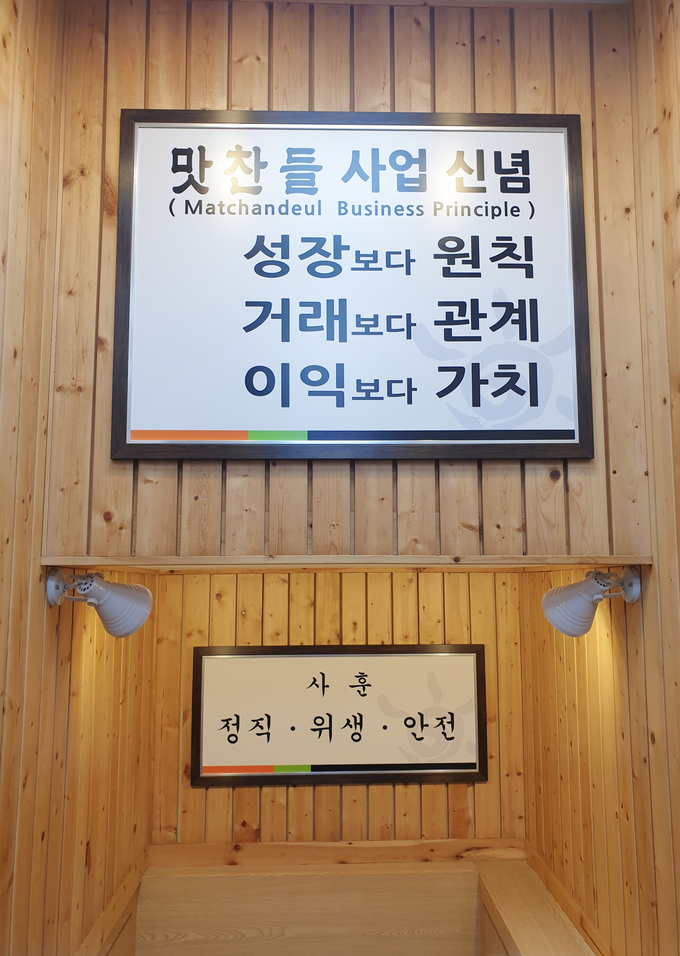 맛찬들 사업 신념
( Matchandeul Business Principle )
성장보다 원칙
거래보다 관계
이익보다 가치
사 훈
정직 · 위생 · 안전